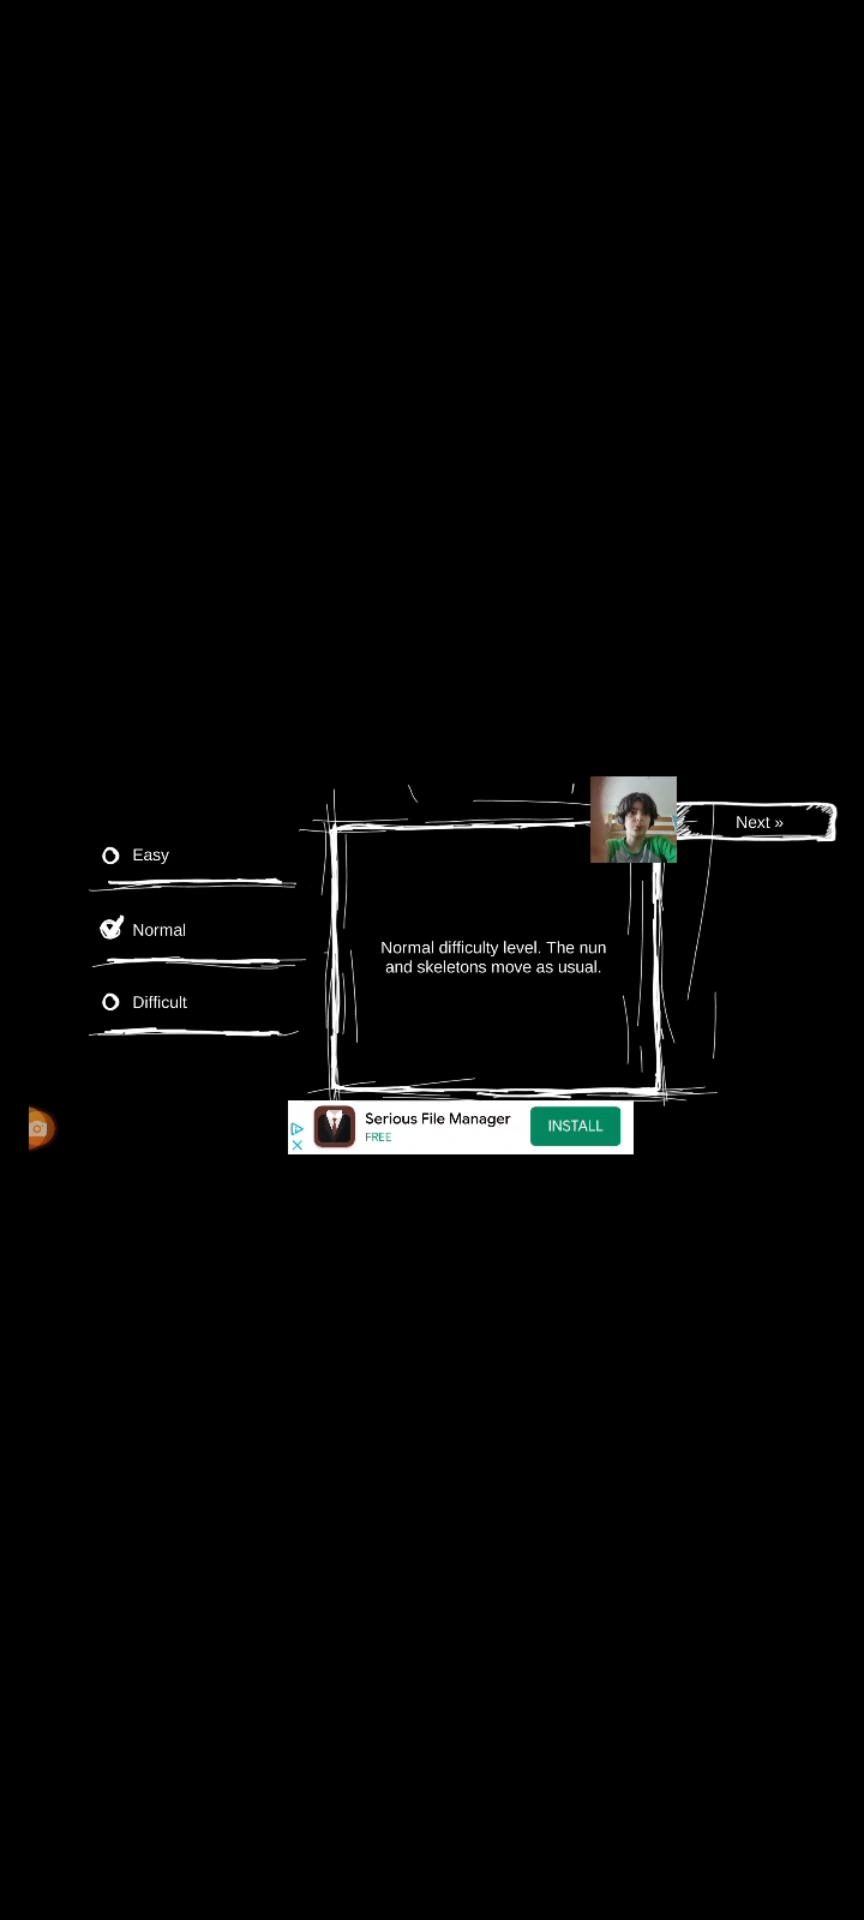 Next »
Easy
Normal
Difficult
Normal difficulty level. The nun
and skeletons move as usual.
Serious File Manager
FREE
INSTALL